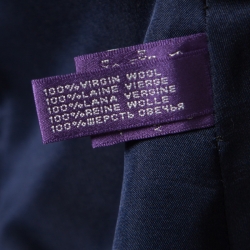 100%VIRGIN WOOL
100%LAINE VIERGE
100%LANA VERGINE
100%REINE WOLLE
100%ШЕРСТЬ ОВЕЧЬЯ